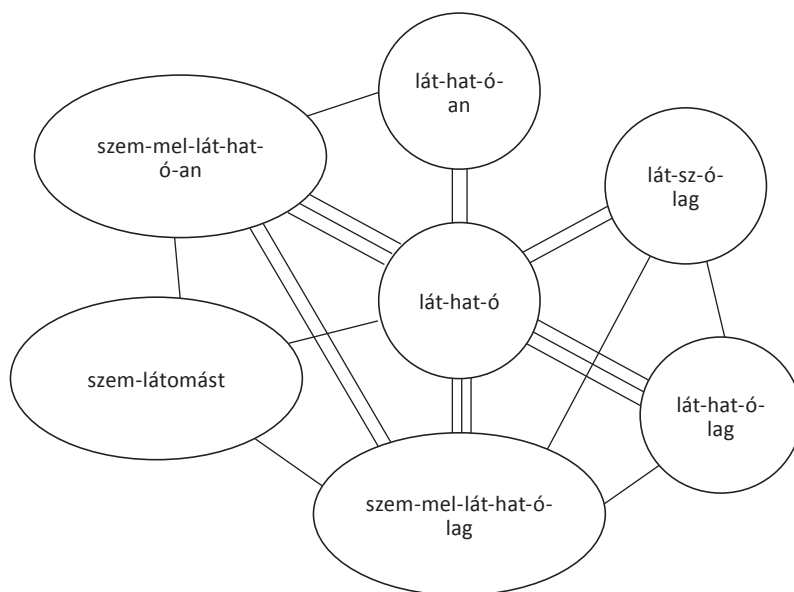 lát-hat-ó-
an
szem-mel-lát-hat-
ó-an
lát-sz-ó-
lag
lát-hat-ó
szem-látomást
lát-hat-ó-
lag
szem-mel-lát-hat-ó-
lag